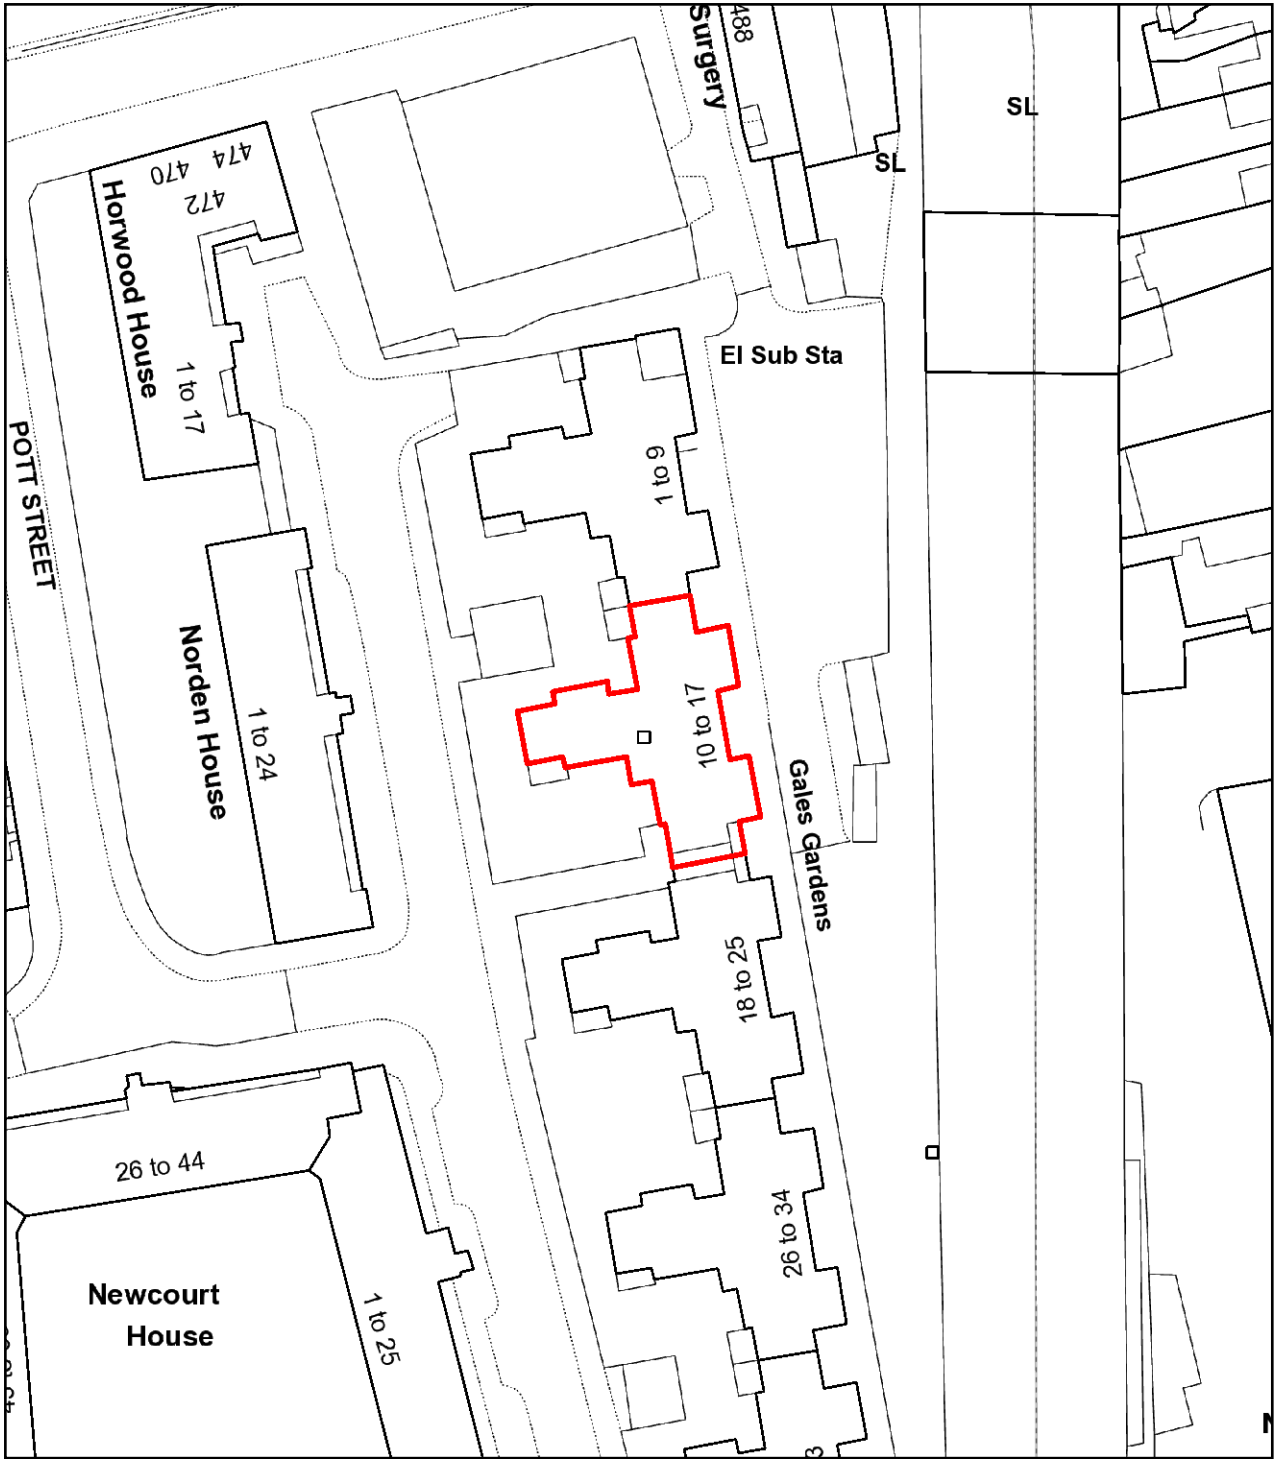 Surgery
488
SL
SL
474
470
472
Horwood House
1 to 17
El Sub Sta
POTT STREET
1 to 9
Norden House
1 to 24
10 to 17
Gales Gardens
18 to 25
26 to 44
26 to 34
Newcourt
House
1 to 25